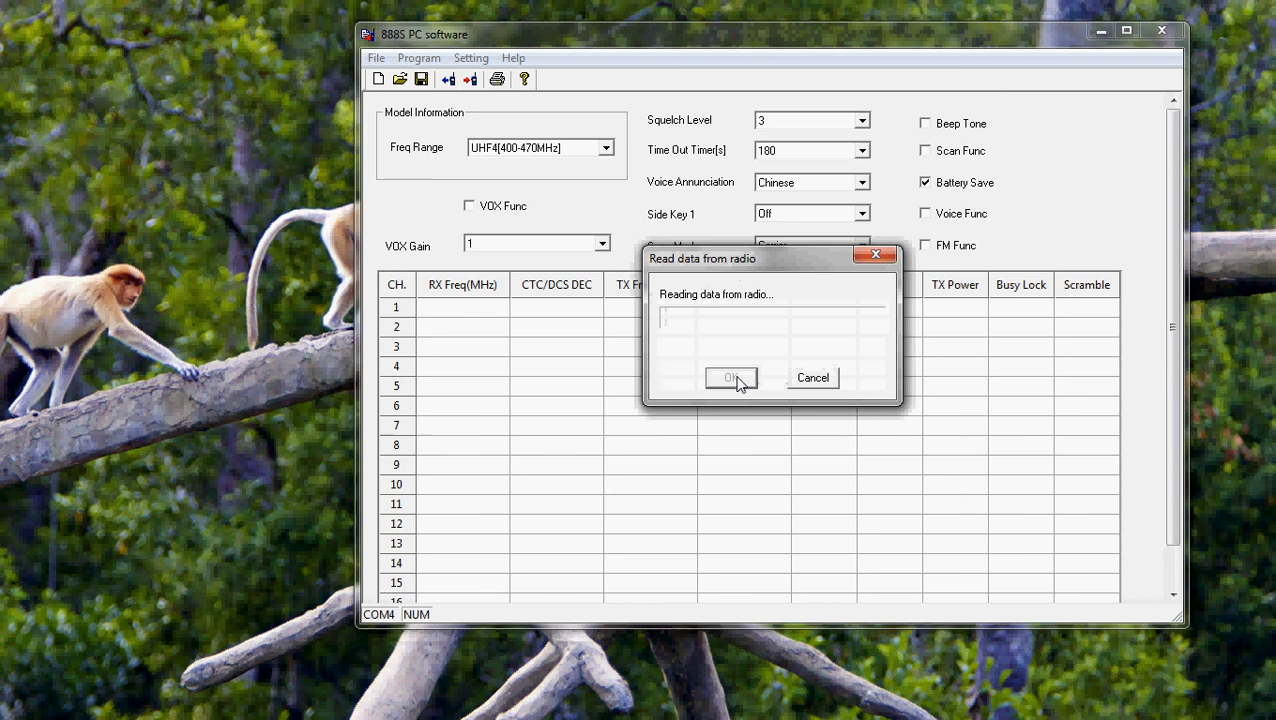 888S PC software
File Program Setting Help
Model Information
Freq Range UHF4[400-470MHz]
VOX Func
VOX Gain 1
Squelch Level 3
Time Out Timer[s] 180
Voice Annunciation Chinese
Side Key 1 Off
Beep Tone
Scan Func
Battery Save
Voice Func
FM Func
Read data from radio
Reading data from radio...
OK Cancel
CH. RX Freq(MHz) CTC/DCS DEC TX TX Power Busy Lock Scramble
1
2
3
4
5
6
7
8
9
10
11
12
13
14
15
16
COM4 NUM